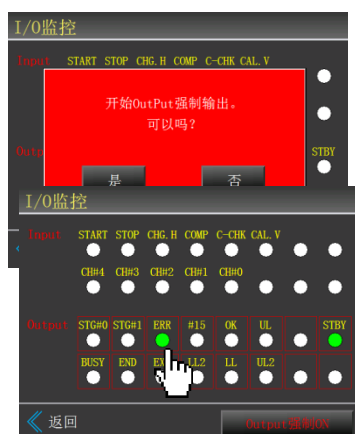 I/O监控
Input START STOP CHG.H COMP C-CHK CAL.V
开始OutPut强制输出。
可以吗？
STBY
是 否
I/O监控
Input START STOP CHG.H COMP C-CHK CAL.V
CH#4 CH#3 CH#2 CH#1 CH#0
Output STG#0 STG#1 ERR #15 OK UL STBY
BUSY END LL2 LL UL2
返回 Output强制ON